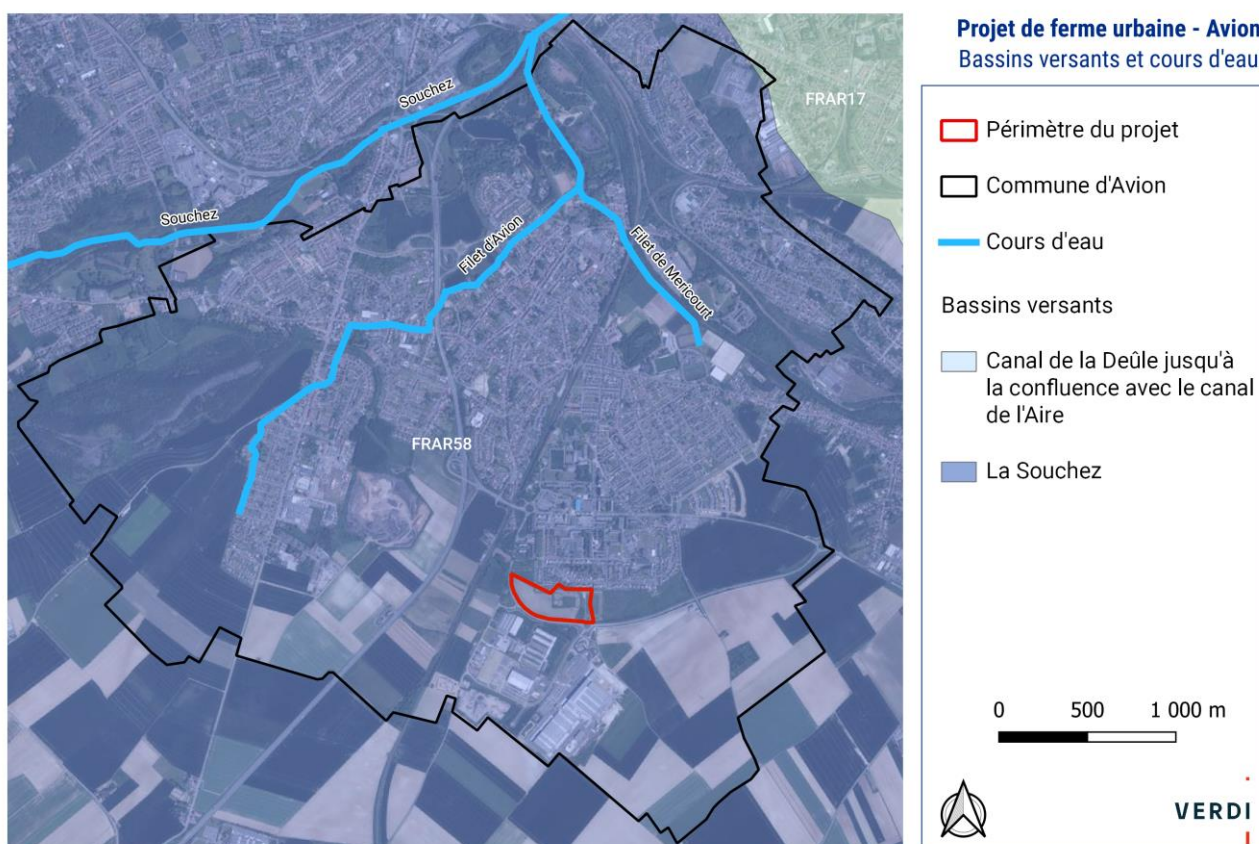 Projet de ferme urbaine - Avion
Bassins versants et cours d'eau
Périmètre du projet
Commune d'Avion
Cours d'eau
Bassins versants
Canal de la Deûle jusqu'à
la confluence avec le canal
de l'Aire
La Souchez
0 500 1 000 m
VERDI
Souchez
Souchez
Filet d'Avion
Filet de Mericourt
FRAR17
FRAR58